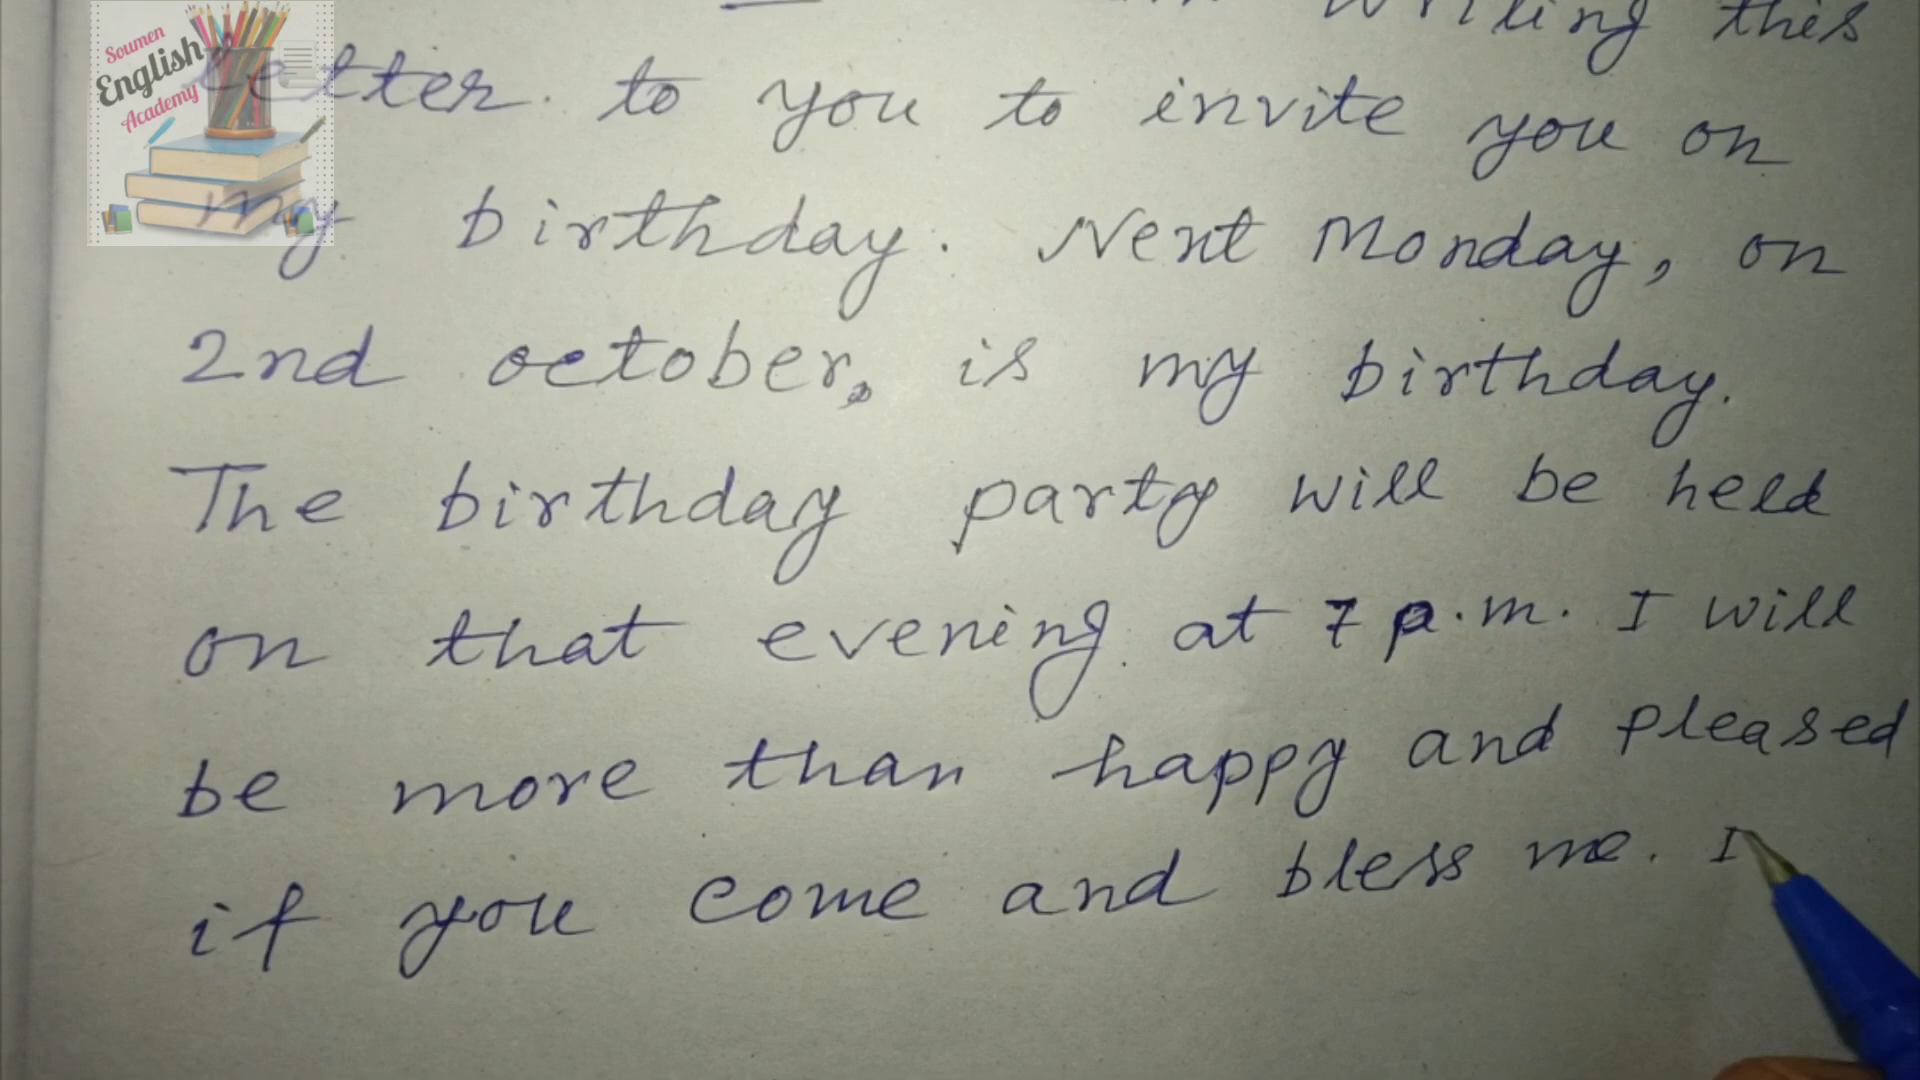 Soumen
English
Academy
writing this
letter to you to invite you on
my birthday. Next Monday, on
2nd october, is my birthday.
The birthday party will be held
on that evening at 7 p.m. I will
be more than happy and pleased
if you come and bless me. I